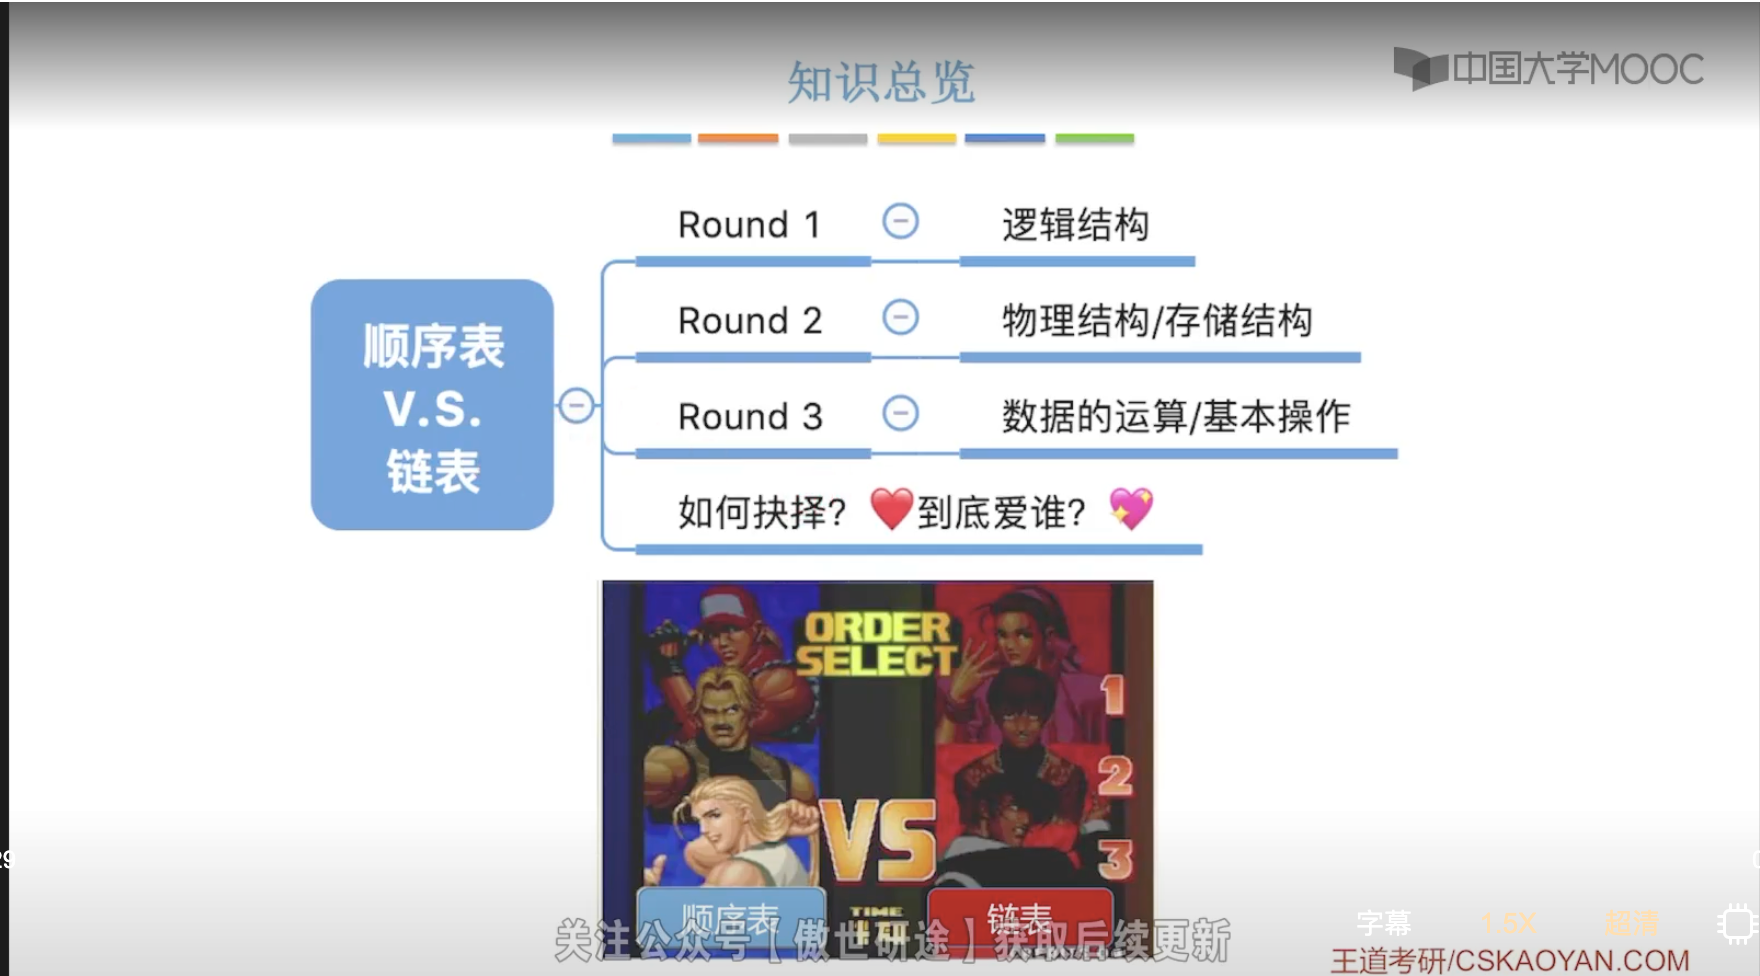 中国大学MOOC
知识总览
Round 1
逻辑结构
Round 2
物理结构/存储结构
Round 3
数据的运算/基本操作
顺序表
V.S.
链表
如何抉择? ❤️到底爱谁? 💖
ORDER
SELECT
1
2
3
VS
顺序表
TIME
链表
关注公众号【傲世研途】获取后续更新
字幕
1.5X
超清
王道考研/CSKAOYAN.COM